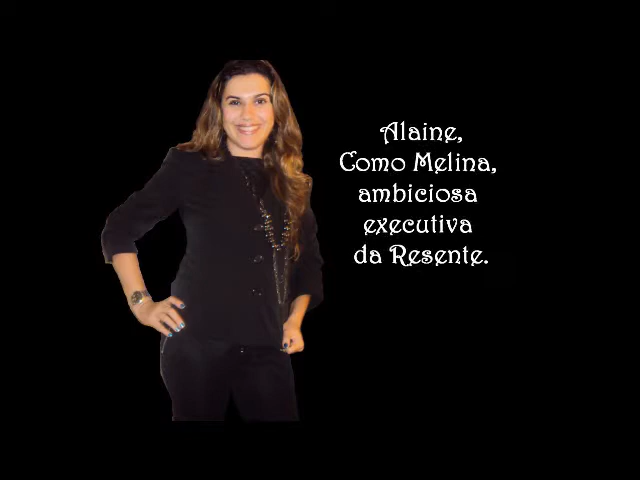 Alaine,
Como Melina,
ambiciosa
executiva
da Resente.